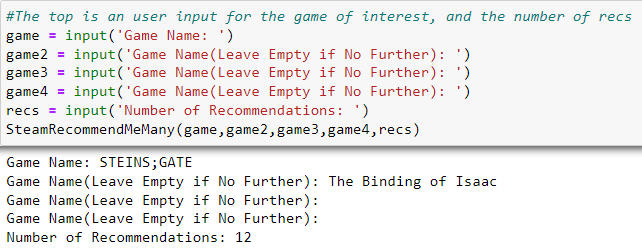 #The top is an user input for the game of interest, and the number of recs
game = input('Game Name: ')
game2 = input('Game Name(Leave Empty if No Further): ')
game3 = input('Game Name(Leave Empty if No Further): ')
game4 = input('Game Name(Leave Empty if No Further): ')
recs = input('Number of Recommendations: ')
SteamRecommendMeMany(game,game2,game3,game4,recs)
Game Name: STEINS;GATE
Game Name(Leave Empty if No Further): The Binding of Isaac
Game Name(Leave Empty if No Further):
Game Name(Leave Empty if No Further):
Number of Recommendations: 12